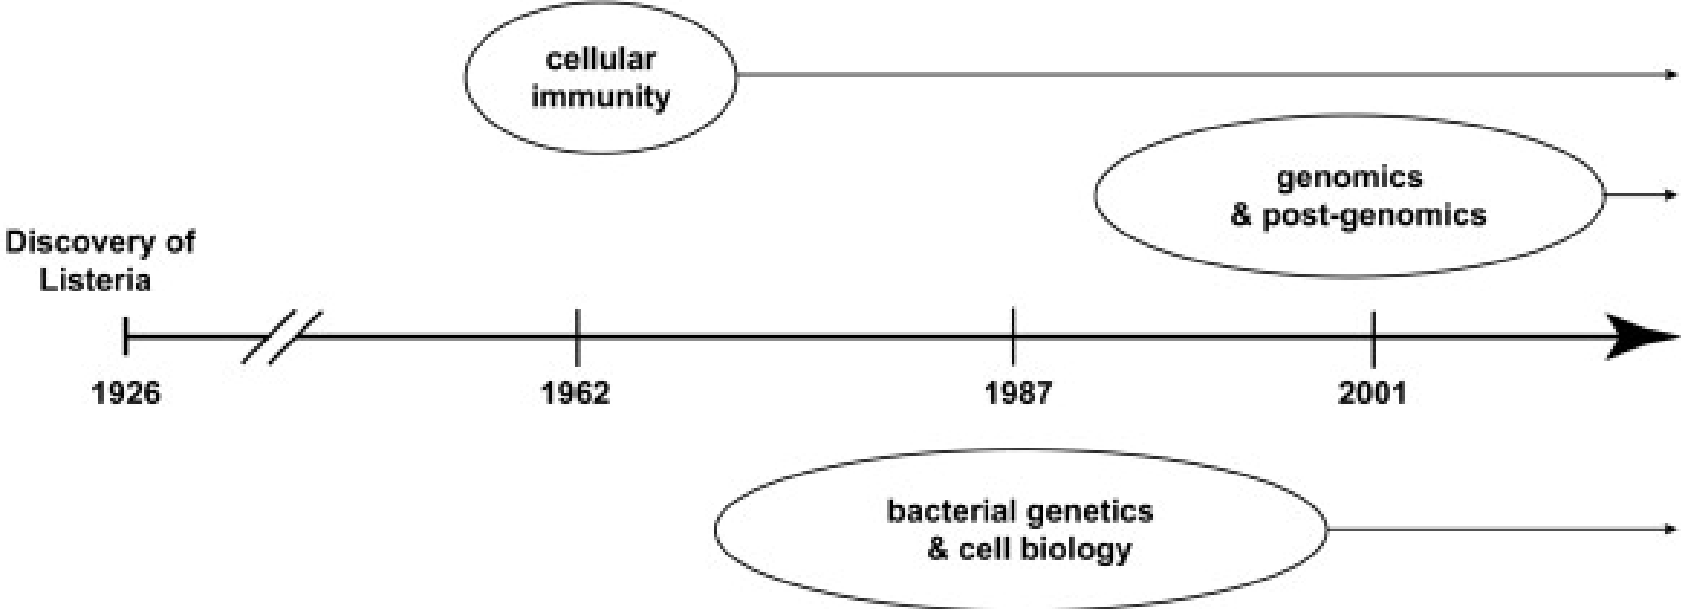 cellular
immunity
genomics
& post-genomics
Discovery of
Listeria
1926
1962
1987
2001
bacterial genetics
& cell biology